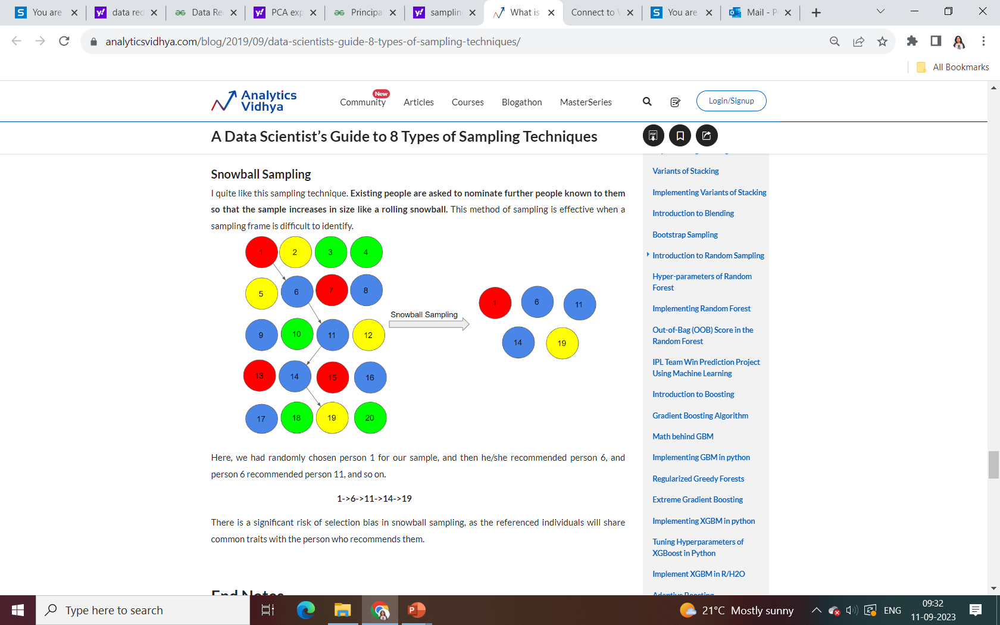 You are
data red
Data Re
PCA exp
Principa
sampling
What is
Connect to
You are
Mail - P
analyticsvidhya.com/blog/2019/09/data-scientists-guide-8-types-of-sampling-techniques/
All Bookmarks
Analytics
Vidhya
Community
New
Articles
Courses
Blogathon
MasterSeries
Login/Signup
A Data Scientist’s Guide to 8 Types of Sampling Techniques
PDF
Snowball Sampling
I quite like this sampling technique. Existing people are asked to nominate further people known to them
so that the sample increases in size like a rolling snowball. This method of sampling is effective when a
sampling frame is difficult to identify.
1 2 3 4
5 6 7 8
9 10 11 12
13 14 15 16
17 18 19 20
Snowball Sampling
1 6 11
14 19
Here, we had randomly chosen person 1 for our sample, and then he/she recommended person 6, and
person 6 recommended person 11, and so on.
1->6->11->14->19
There is a significant risk of selection bias in snowball sampling, as the referenced individuals will share
common traits with the person who recommends them.
End Notes
Variants of Stacking
Implementing Variants of Stacking
Introduction to Blending
Bootstrap Sampling
Introduction to Random Sampling
Hyper-parameters of Random
Forest
Implementing Random Forest
Out-of-Bag (OOB) Score in the
Random Forest
IPL Team Win Prediction Project
Using Machine Learning
Introduction to Boosting
Gradient Boosting Algorithm
Math behind GBM
Implementing GBM in python
Regularized Greedy Forests
Extreme Gradient Boosting
Implementing XGBM in python
Tuning Hyperparameters of
XGBoost in Python
Implement XGBM in R/H2O
Adaptive Boosting
Type here to search
21°C Mostly sunny
ENG
09:32
11-09-2023